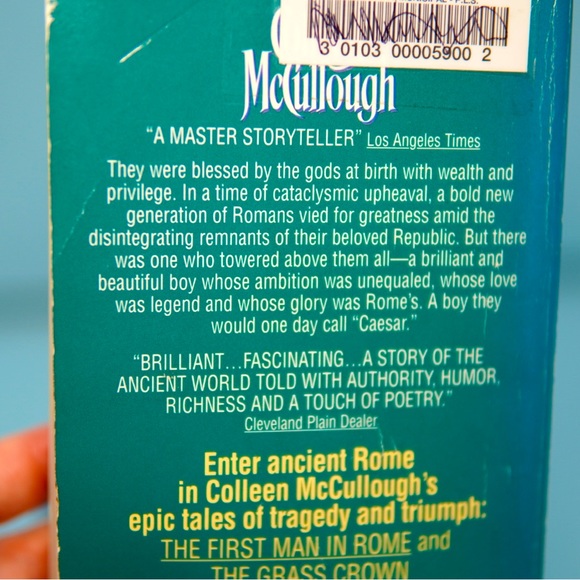 3 0103 00005900 2
McCullough
"A MASTER STORYTELLER" Los Angeles Times
They were blessed by the gods at birth with wealth and
privilege. In a time of cataclysmic upheaval, a bold new
generation of Romans vied for greatness amid the
disintegrating remnants of their beloved Republic. But there
was one who towered above them all—a brilliant and
beautiful boy whose ambition was unequaled, whose love
was legend and whose glory was Rome's. A boy they
would one day call "Caesar."
"BRILLIANT...FASCINATING...A STORY OF THE
ANCIENT WORLD TOLD WITH AUTHORITY, HUMOR,
RICHNESS AND A TOUCH OF POETRY."
Cleveland Plain Dealer
Enter ancient Rome
in Colleen McCullough's
epic tales of tragedy and triumph:
THE FIRST MAN IN ROME and
THE GRASS CROWN